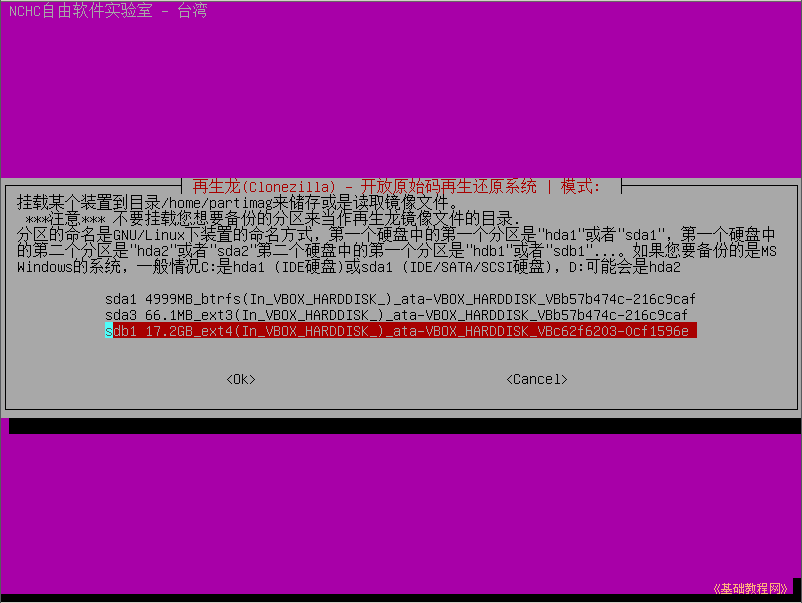 NCHC自由软件实验室 - 台湾
再生龙(Clonezilla) - 开放原始码再生还原系统 | 模式:
挂载某个装置到目录/home/partimag来储存或是读取镜像文件。
***注意*** 不要挂载您想要备份的分区来当作再生龙镜像文件的目录.
分区的命名是GNU/Linux下装置的命名方式，第一个硬盘中的第一个分区是"hda1"或者"sda1"，第一个硬盘中
的第二个分区是"hda2"或者"sda2"第二个硬盘中的第一个分区是"hdb1"或者"sdb1"...。如果您要备份的是MS
Windows的系统，一般情况C:是hda1 (IDE硬盘)或sda1 (IDE/SATA/SCSI硬盘)，D:可能会是hda2
sda1 4999MB_btrfs(In_VBOX_HARDDISK_)_ata-VBOX_HARDDISK_VBb57b474c-216c9caf
sda3 66.1MB_ext3(In_VBOX_HARDDISK_)_ata-VBOX_HARDDISK_VBb57b474c-216c9caf
sdb1 17.2GB_ext4(In_VBOX_HARDDISK_)_ata-VBOX_HARDDISK_VBc62f6203-0cf1596e
<Ok> <Cancel>
《基础教程网》